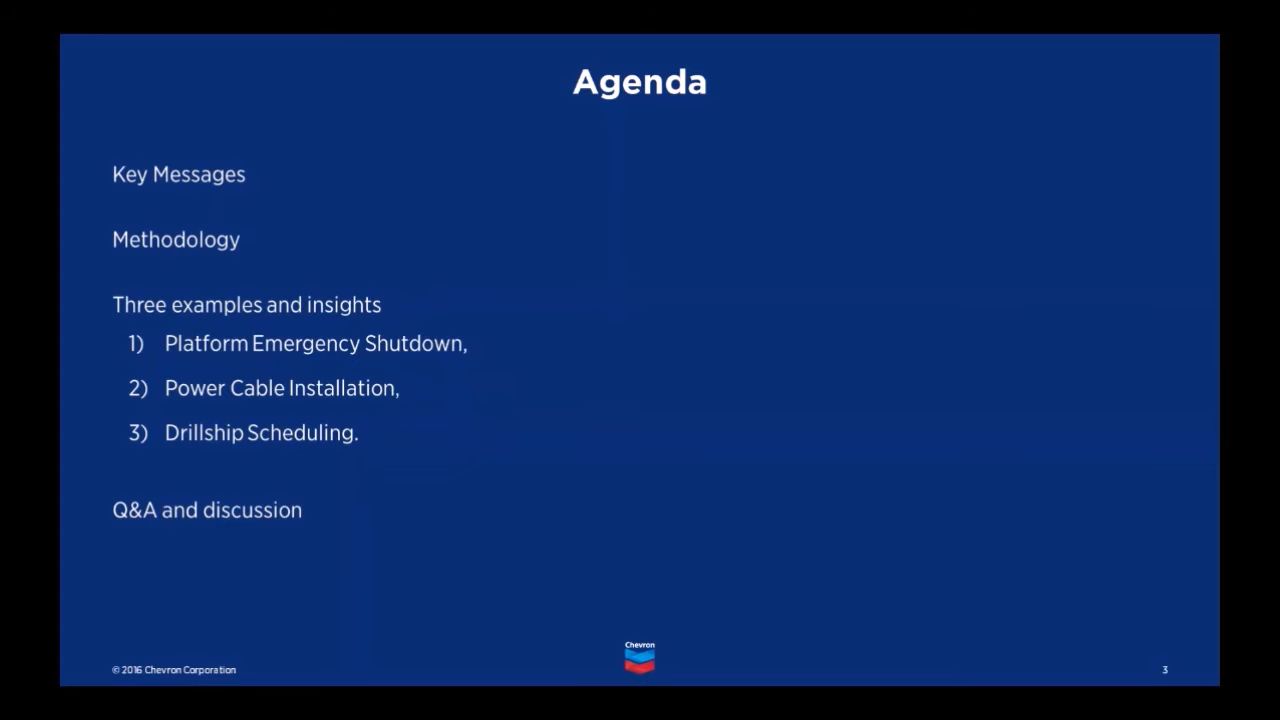 Agenda
Key Messages
Methodology
Three examples and insights
1) Platform Emergency Shutdown,
2) Power Cable Installation,
3) Drillship Scheduling.
Q&A and discussion
Chevron
© 2016 Chevron Corporation
3